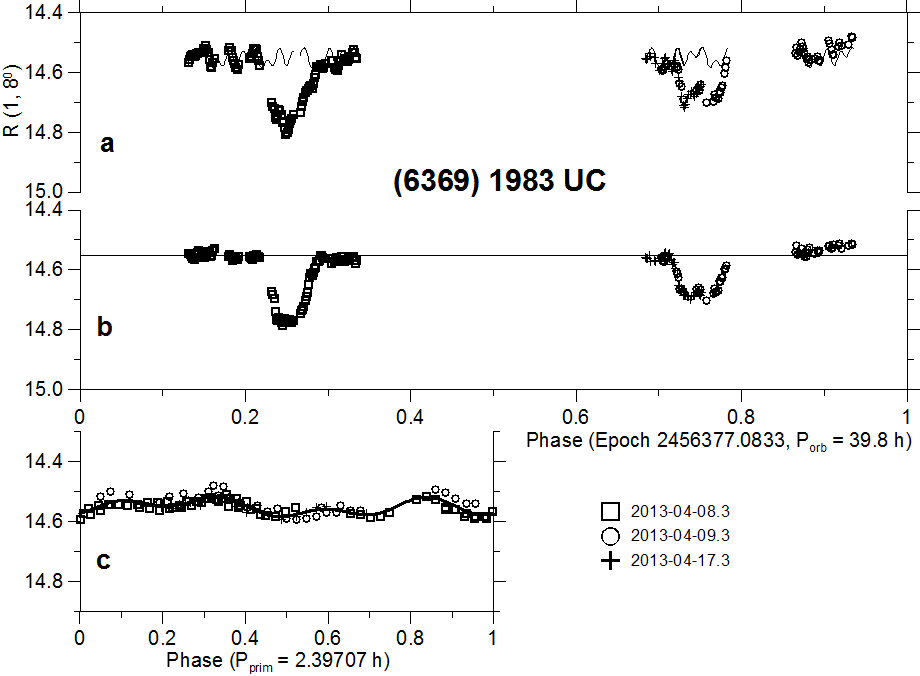 14.4
14.6
14.8
15.0
R (1, 8⁰)
a
(6369) 1983 UC
14.4
14.6
14.8
15.0
b
0 0.2 0.4 0.6 0.8 1
Phase (Epoch 2456377.0833, Porb = 39.8 h)
14.4
14.6
14.8
c
2013-04-08.3
2013-04-09.3
2013-04-17.3
0 0.2 0.4 0.6 0.8 1
Phase (Pprim = 2.39707 h)